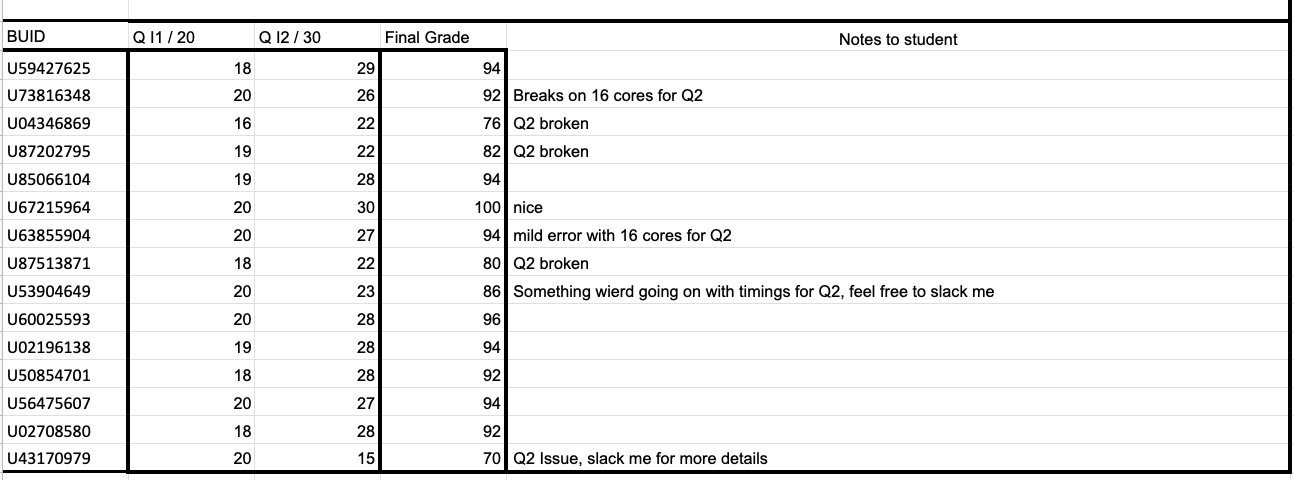 BUID Q I1 / 20 Q I2 / 30 Final Grade Notes to student
U59427625 18 29 94
U73816348 20 26 92 Breaks on 16 cores for Q2
U04346869 16 22 76 Q2 broken
U87202795 19 22 82 Q2 broken
U85066104 19 28 94
U67215964 20 30 100 nice
U63855904 20 27 94 mild error with 16 cores for Q2
U87513871 18 22 80 Q2 broken
U53904649 20 23 86 Something wierd going on with timings for Q2, feel free to slack me
U60025593 20 28 96
U02196138 19 28 94
U50854701 18 28 92
U56475607 20 27 94
U02708580 18 28 92
U43170979 20 15 70 Q2 Issue, slack me for more details